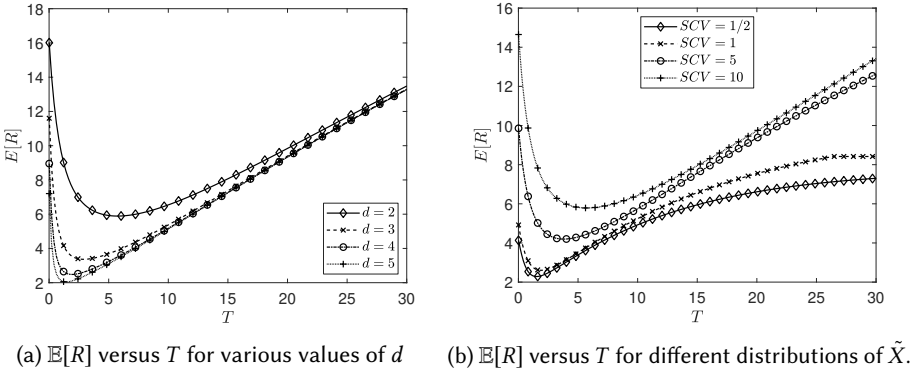 18
16
14
12
10
8
6
4
2
E[R]
0 5 10 15 20 25 30
T
d = 2
d = 3
d = 4
d = 5
(a) 𝔼[R] versus T for various values of d
16
14
12
10
8
6
4
2
E[R]
0 5 10 15 20 25 30
T
SCV = 1/2
SCV = 1
SCV = 5
SCV = 10
(b) 𝔼[R] versus T for different distributions of X̃.